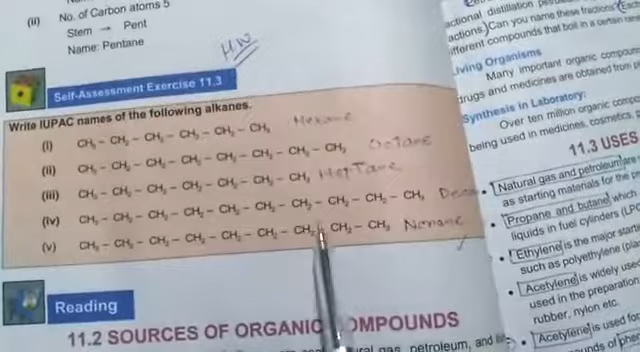 (ii) No. of Carbon atoms 5
Stem → Pent
Name: Pentane
HW
Self-Assessment Exercise 11.3
Write IUPAC names of the following alkanes.
(i) CH₃ – CH₂ – CH₂ – CH₂ – CH₂ – CH₃ Hexane
(ii) CH₃ – CH₂ – CH₂ – CH₂ – CH₂ – CH₂ – CH₂ – CH₃ Octane
(iii) CH₃ – CH₂ – CH₂ – CH₂ – CH₂ – CH₂ – CH₃ HepTane
(iv) CH₃ – CH₂ – CH₂ – CH₂ – CH₂ – CH₂ – CH₂ – CH₂ – CH₂ – CH₃
(v) CH₃ – CH₂ – CH₂ – CH₂ – CH₂ – CH₂ – CH₂ – CH₂ – CH₃ Nonane
Reading
11.2 SOURCES OF ORGANIC COMPOUNDS
gas, petroleum, and
distillation
Can you name these fractions?
different compounds that boil in a certain
Living Organisms
Many important organic
drugs and medicines are obtained from
Synthesis in Laboratory:
Over ten million organic
being used in medicines, cosmetics,
11.3 USES
• Natural gas and petroleum are
as starting materials for the
• Propane and butane which
liquids in fuel cylinders (LPG
• Ethylene is the major
such as polyethylene
• Acetylene is widely
used in the preparation
rubber, nylon etc.
• Acetylene is used for